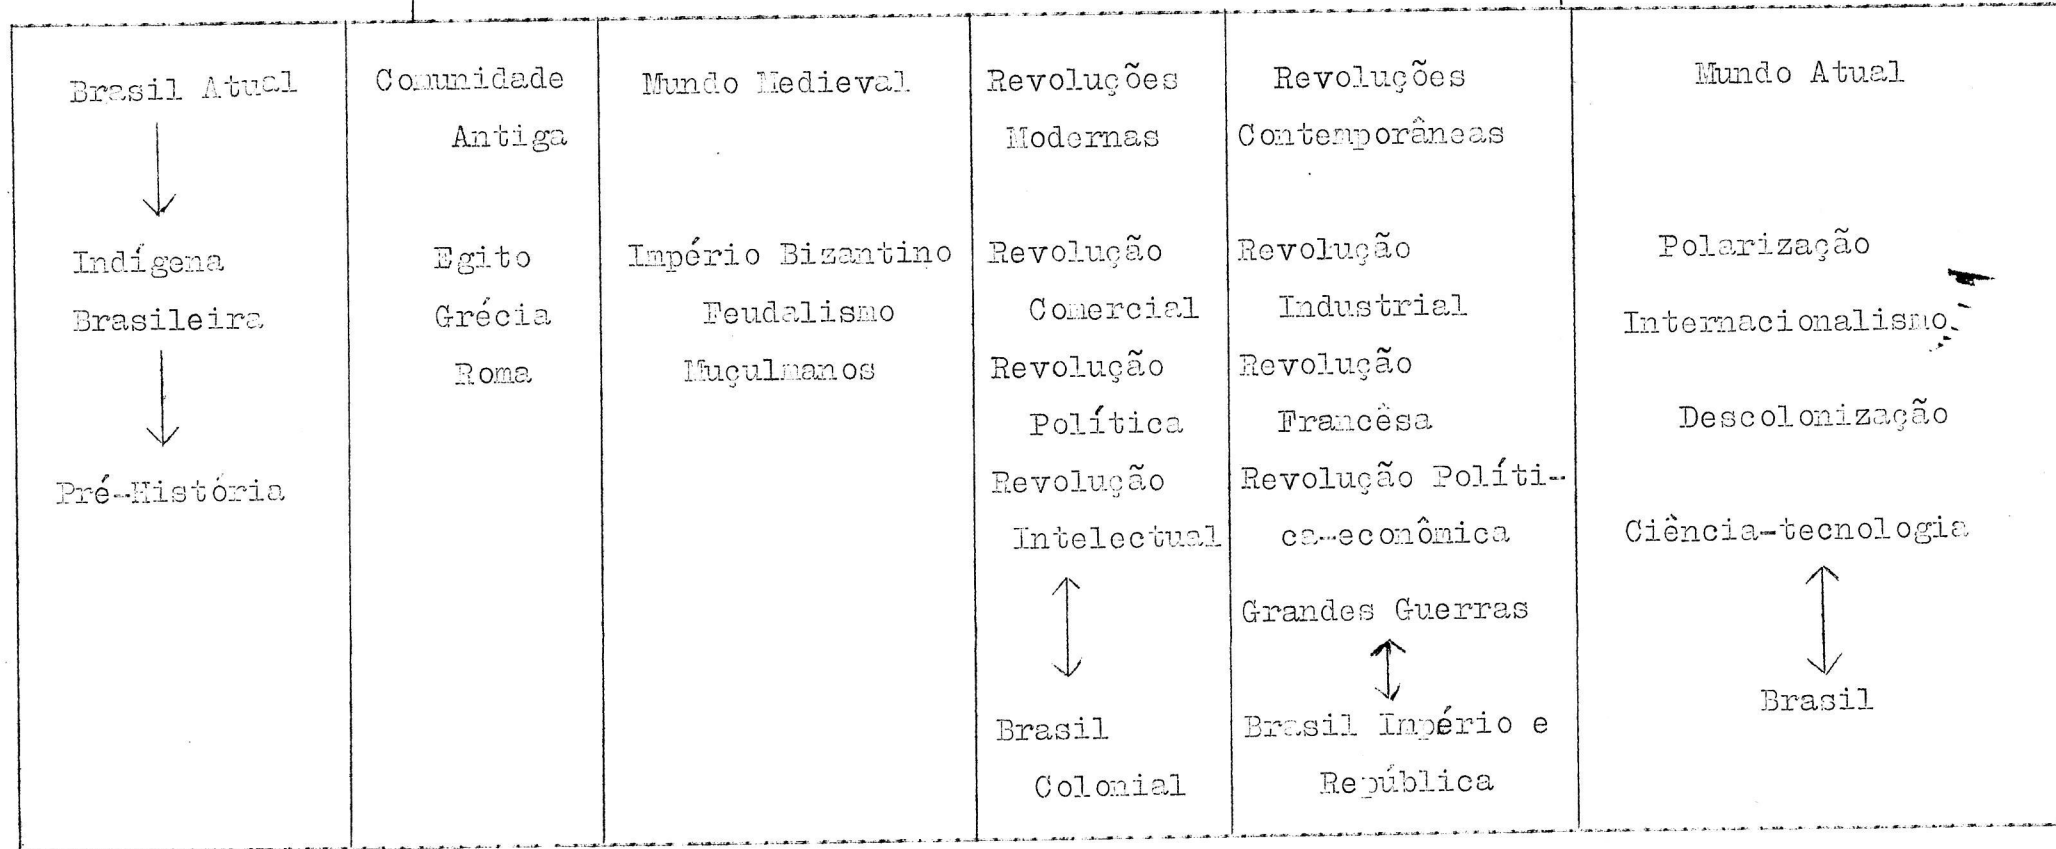 Brasil Atual
Indígena
Brasileira
Pré-História
Comunidade
Antiga
Egito
Grécia
Roma
Mundo Medieval
Império Bizantino
Feudalismo
Muçulmanos
Revoluções
Modernas
Revolução
Comercial
Revolução
Política
Revolução
Intelectual
Brasil
Colonial
Revoluções
Contemporâneas
Revolução
Industrial
Revolução
Francêsa
Revolução Políti-
ca-econômica
Grandes Guerras
Brasil Império e
República
Mundo Atual
Polarização
Internacionalismo
Descolonização
Ciência-tecnologia
Brasil